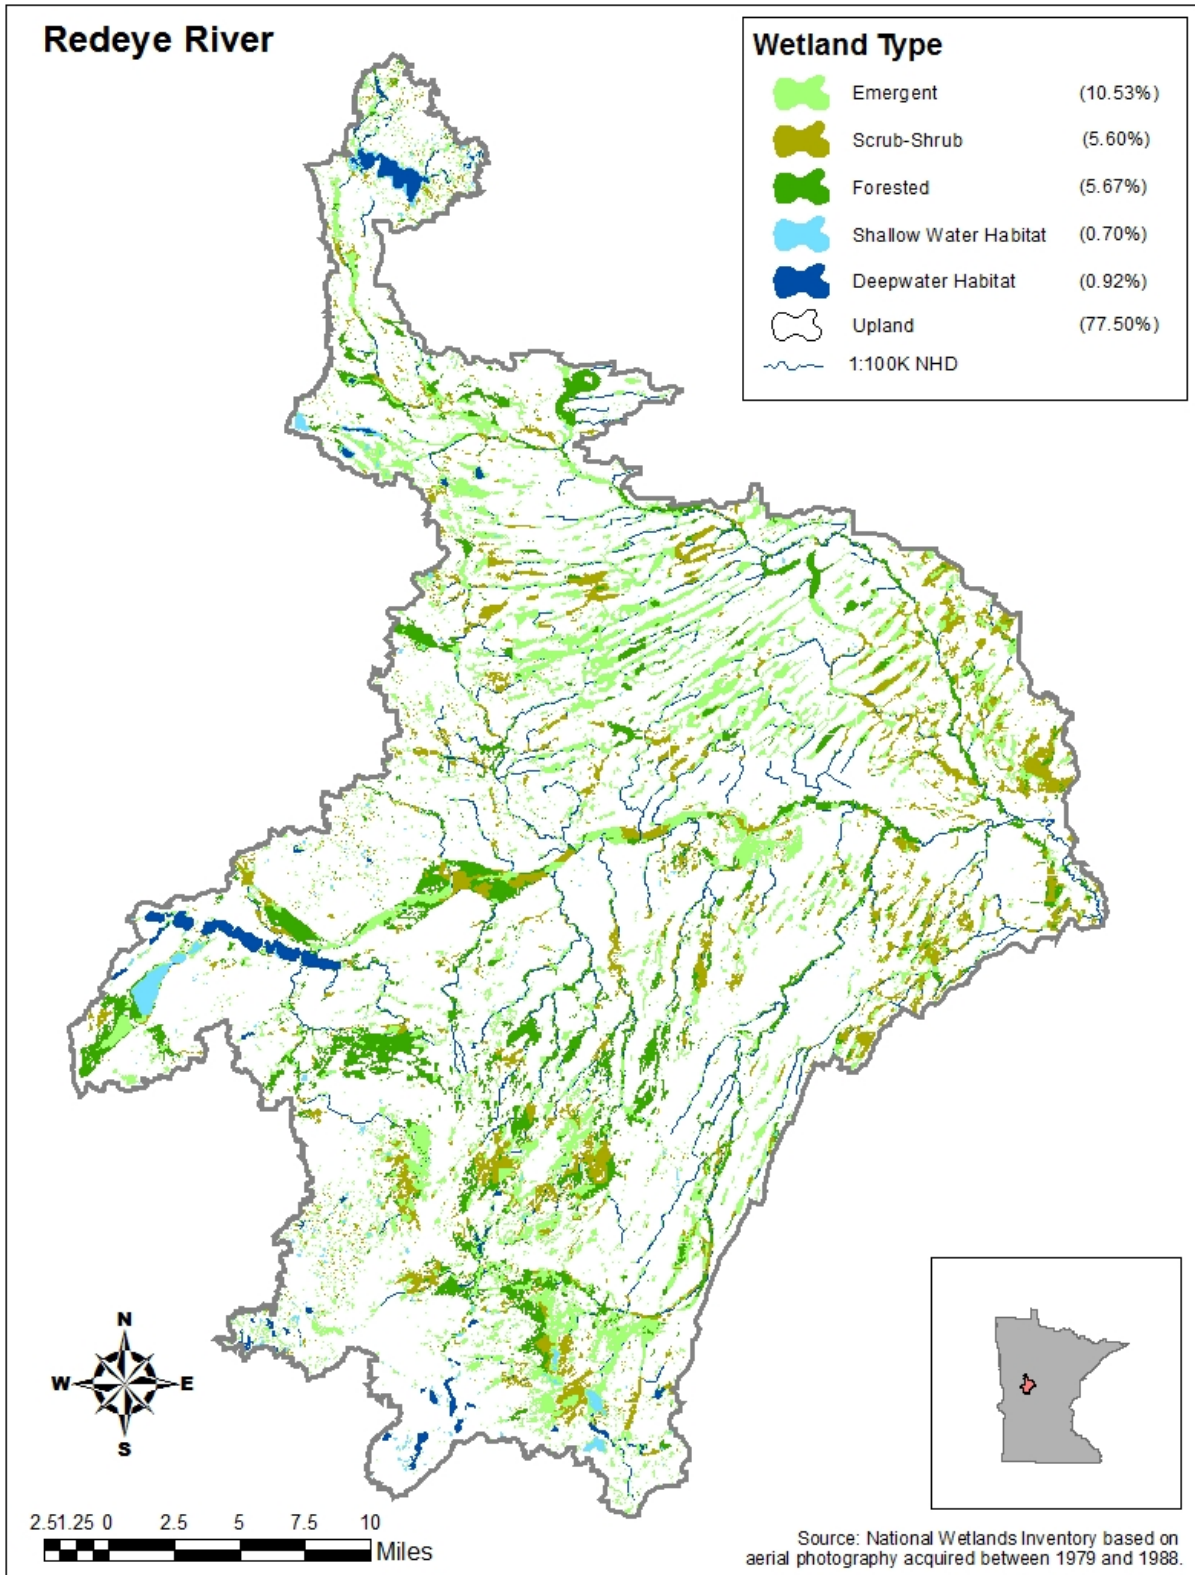 Redeye River
Wetland Type
Emergent (10.53%)
Scrub-Shrub (5.60%)
Forested (5.67%)
Shallow Water Habitat (0.70%)
Deepwater Habitat (0.92%)
Upland (77.50%)
1:100K NHD
N
W E
S
2.51.25 0 2.5 5 7.5 10
Miles
Source: National Wetlands Inventory based on
aerial photography acquired between 1979 and 1988.